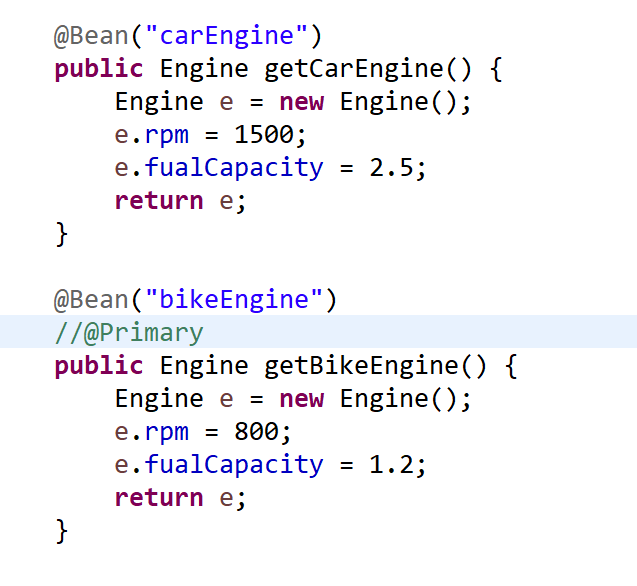 @Bean("carEngine")
public Engine getCarEngine() {
Engine e = new Engine();
e.rpm = 1500;
e.fualCapacity = 2.5;
return e;
}
@Bean("bikeEngine")
//@Primary
public Engine getBikeEngine() {
Engine e = new Engine();
e.rpm = 800;
e.fualCapacity = 1.2;
return e;
}